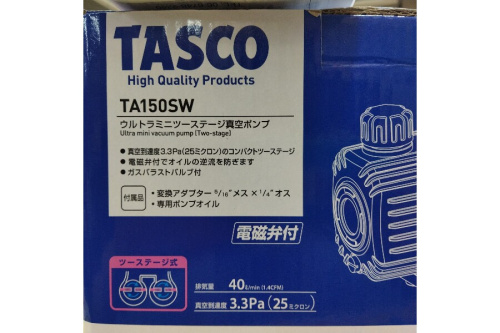 TASCO
High Quality Products
TA150SW
ウルトラミニツーステージ真空ポンプ
Ultra mini vacuum pump [Two-stage]
● 真空到達度3.3Pa(25ミクロン)のコンパクトツーステージ
● 電磁弁付でオイルの逆流を防ぎます
● ガスバラストバルブ付
付属品
・変換アダプター 5/16"メス×1/4"オス
・専用ポンプオイル
電磁弁付
ツーステージ式
排気量 40L/min (1.4CFM)
真空到達度 3.3Pa (25ミクロン)